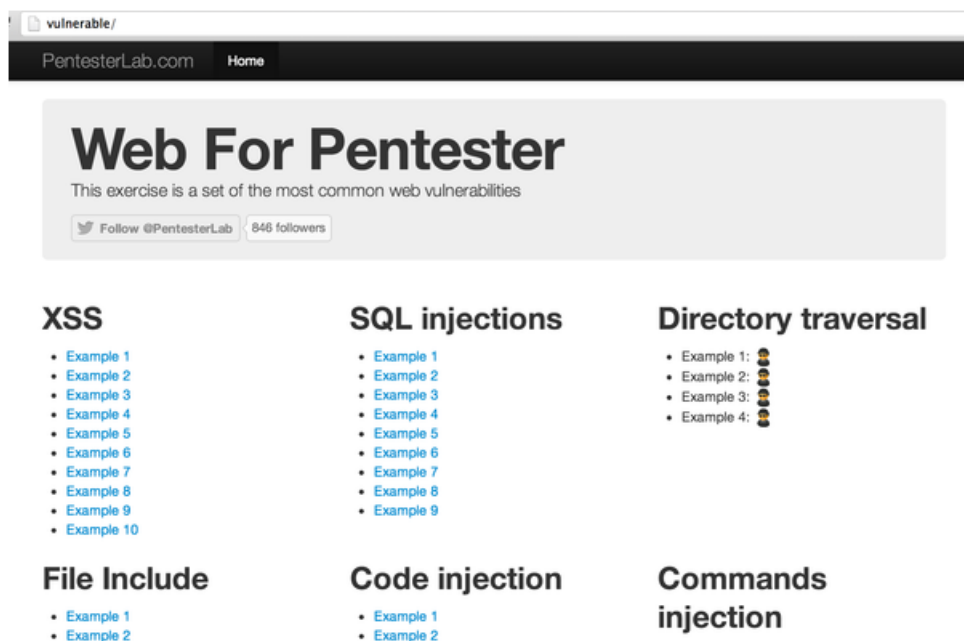 vulnerable/
PentesterLab.com Home
Web For Pentester
This exercise is a set of the most common web vulnerabilities
Follow @PentesterLab 846 followers
XSS
Example 1
Example 2
Example 3
Example 4
Example 5
Example 6
Example 7
Example 8
Example 9
Example 10
SQL injections
Example 1
Example 2
Example 3
Example 4
Example 5
Example 6
Example 7
Example 8
Example 9
Directory traversal
Example 1:
Example 2:
Example 3:
Example 4:
File Include
Example 1
Example 2
Code injection
Example 1
Example 2
Commands
injection